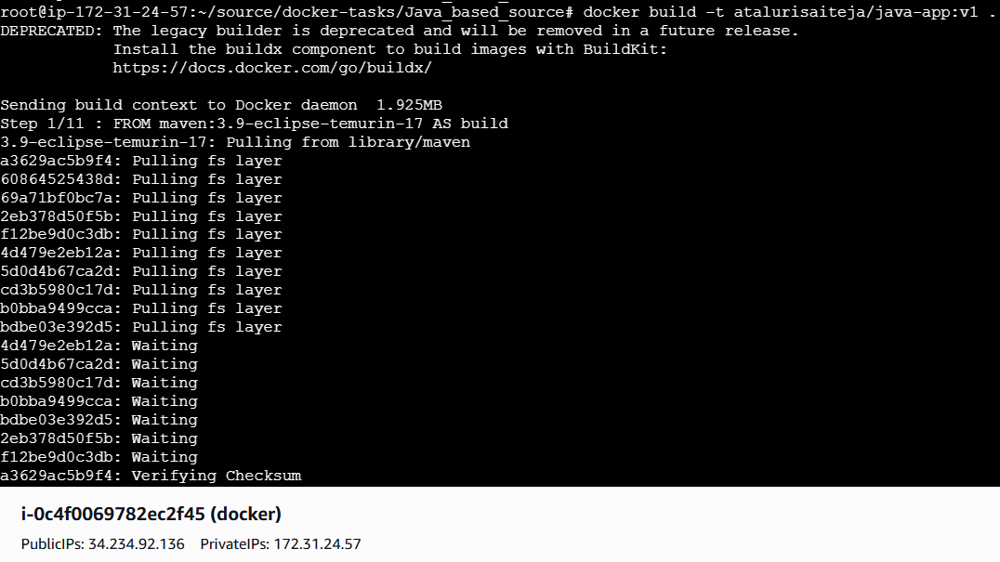 root@ip-172-31-24-57:~/source/docker-tasks/Java_based_source# docker build -t atalurisaiteja/java-app:v1 .
DEPRECATED: The legacy builder is deprecated and will be removed in a future release.
            Install the buildx component to build images with BuildKit:
            https://docs.docker.com/go/buildx/

Sending build context to Docker daemon  1.925MB
Step 1/11 : FROM maven:3.9-eclipse-temurin-17 AS build
3.9-eclipse-temurin-17: Pulling from library/maven
a3629ac5b9f4: Pulling fs layer
60864525438d: Pulling fs layer
69a71bf0bc7a: Pulling fs layer
2eb378d50f5b: Pulling fs layer
f12be9d0c3db: Pulling fs layer
4d479e2eb12a: Pulling fs layer
5d0d4b67ca2d: Pulling fs layer
cd3b5980c17d: Pulling fs layer
b0bba9499cca: Pulling fs layer
bdbe03e392d5: Pulling fs layer
4d479e2eb12a: Waiting
5d0d4b67ca2d: Waiting
cd3b5980c17d: Waiting
b0bba9499cca: Waiting
bdbe03e392d5: Waiting
2eb378d50f5b: Waiting
f12be9d0c3db: Waiting
a3629ac5b9f4: Verifying Checksum
i-0c4f0069782ec2f45 (docker)
PublicIPs: 34.234.92.136    PrivateIPs: 172.31.24.57